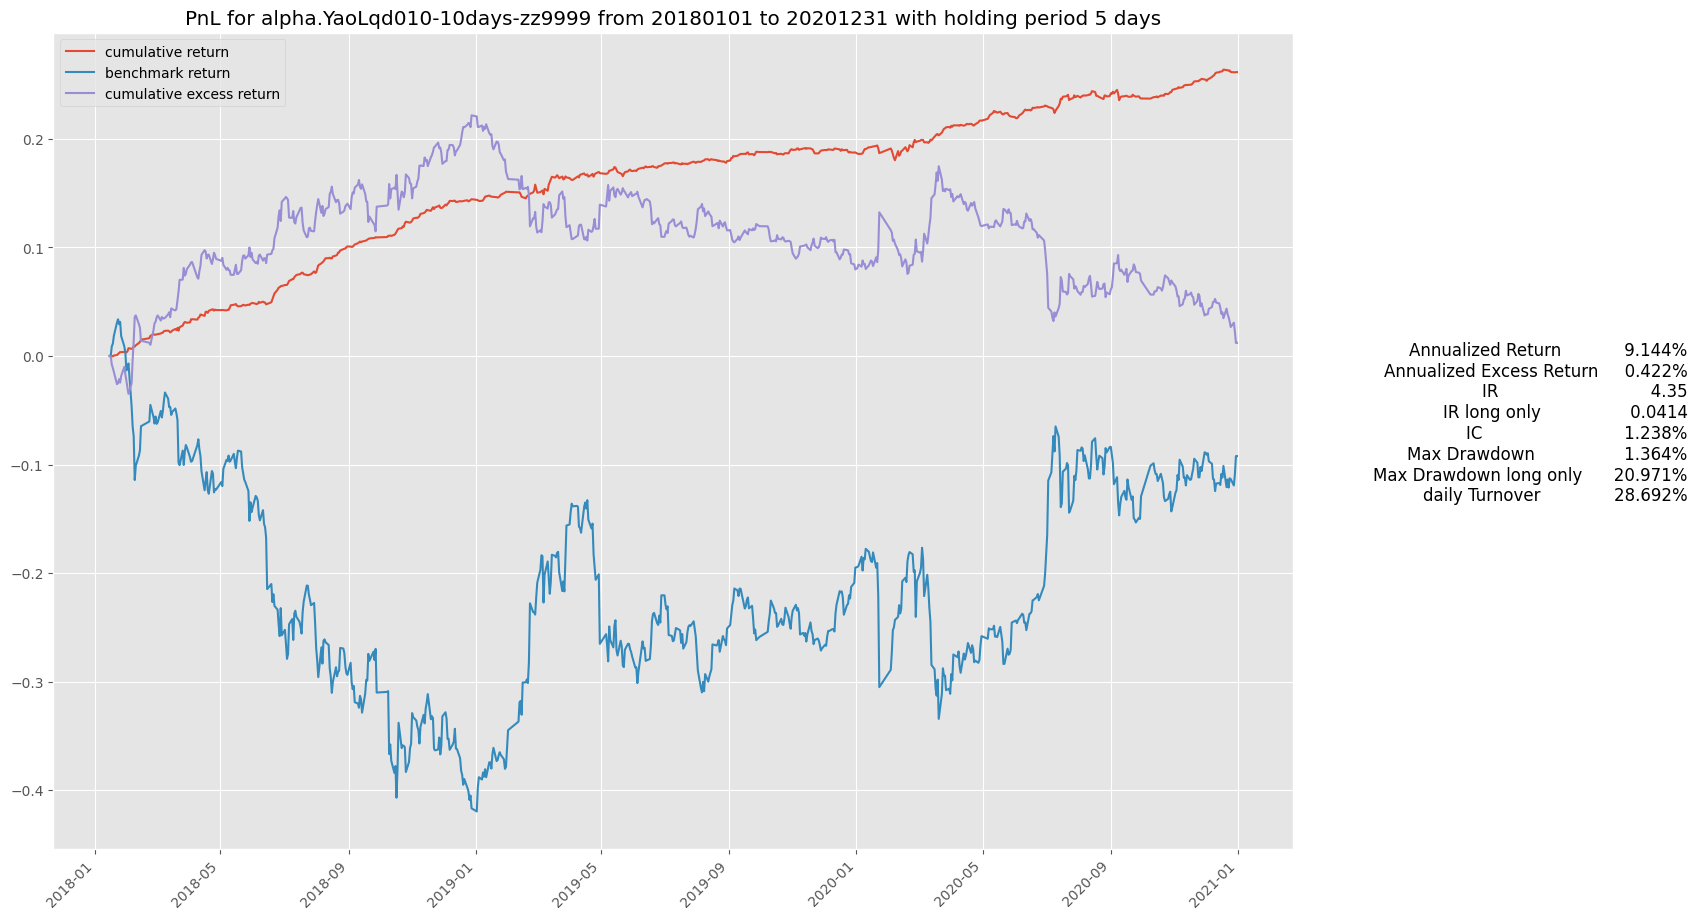 PnL for alpha.YaoLqd010-10days-zz9999 from 20180101 to 20201231 with holding period 5 days
cumulative return
benchmark return
cumulative excess return
0.2
0.1
0.0
−0.1
−0.2
−0.3
−0.4
2018-01
2018-05
2018-09
2019-01
2019-05
2019-09
2020-01
2020-05
2020-09
2021-01
Annualized Return 9.144%
Annualized Excess Return 0.422%
IR 4.35
IR long only 0.0414
IC 1.238%
Max Drawdown 1.364%
Max Drawdown long only 20.971%
daily Turnover 28.692%